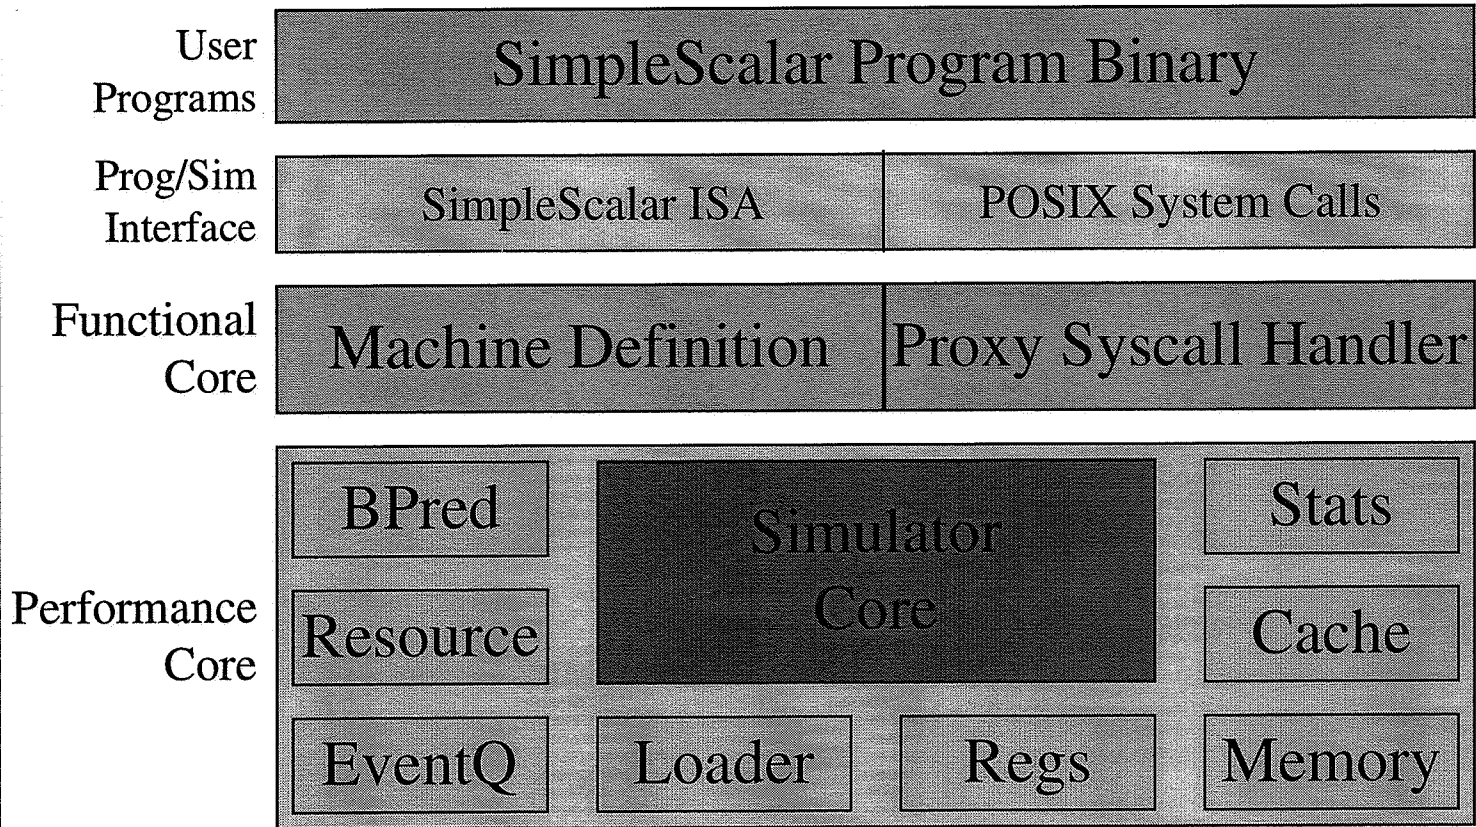 User
Programs
SimpleScalar Program Binary
Prog/Sim
Interface
SimpleScalar ISA
POSIX System Calls
Functional
Core
Machine Definition
Proxy Syscall Handler
Performance
Core
BPred
Simulator
Core
Stats
Resource
Cache
EventQ
Loader
Regs
Memory